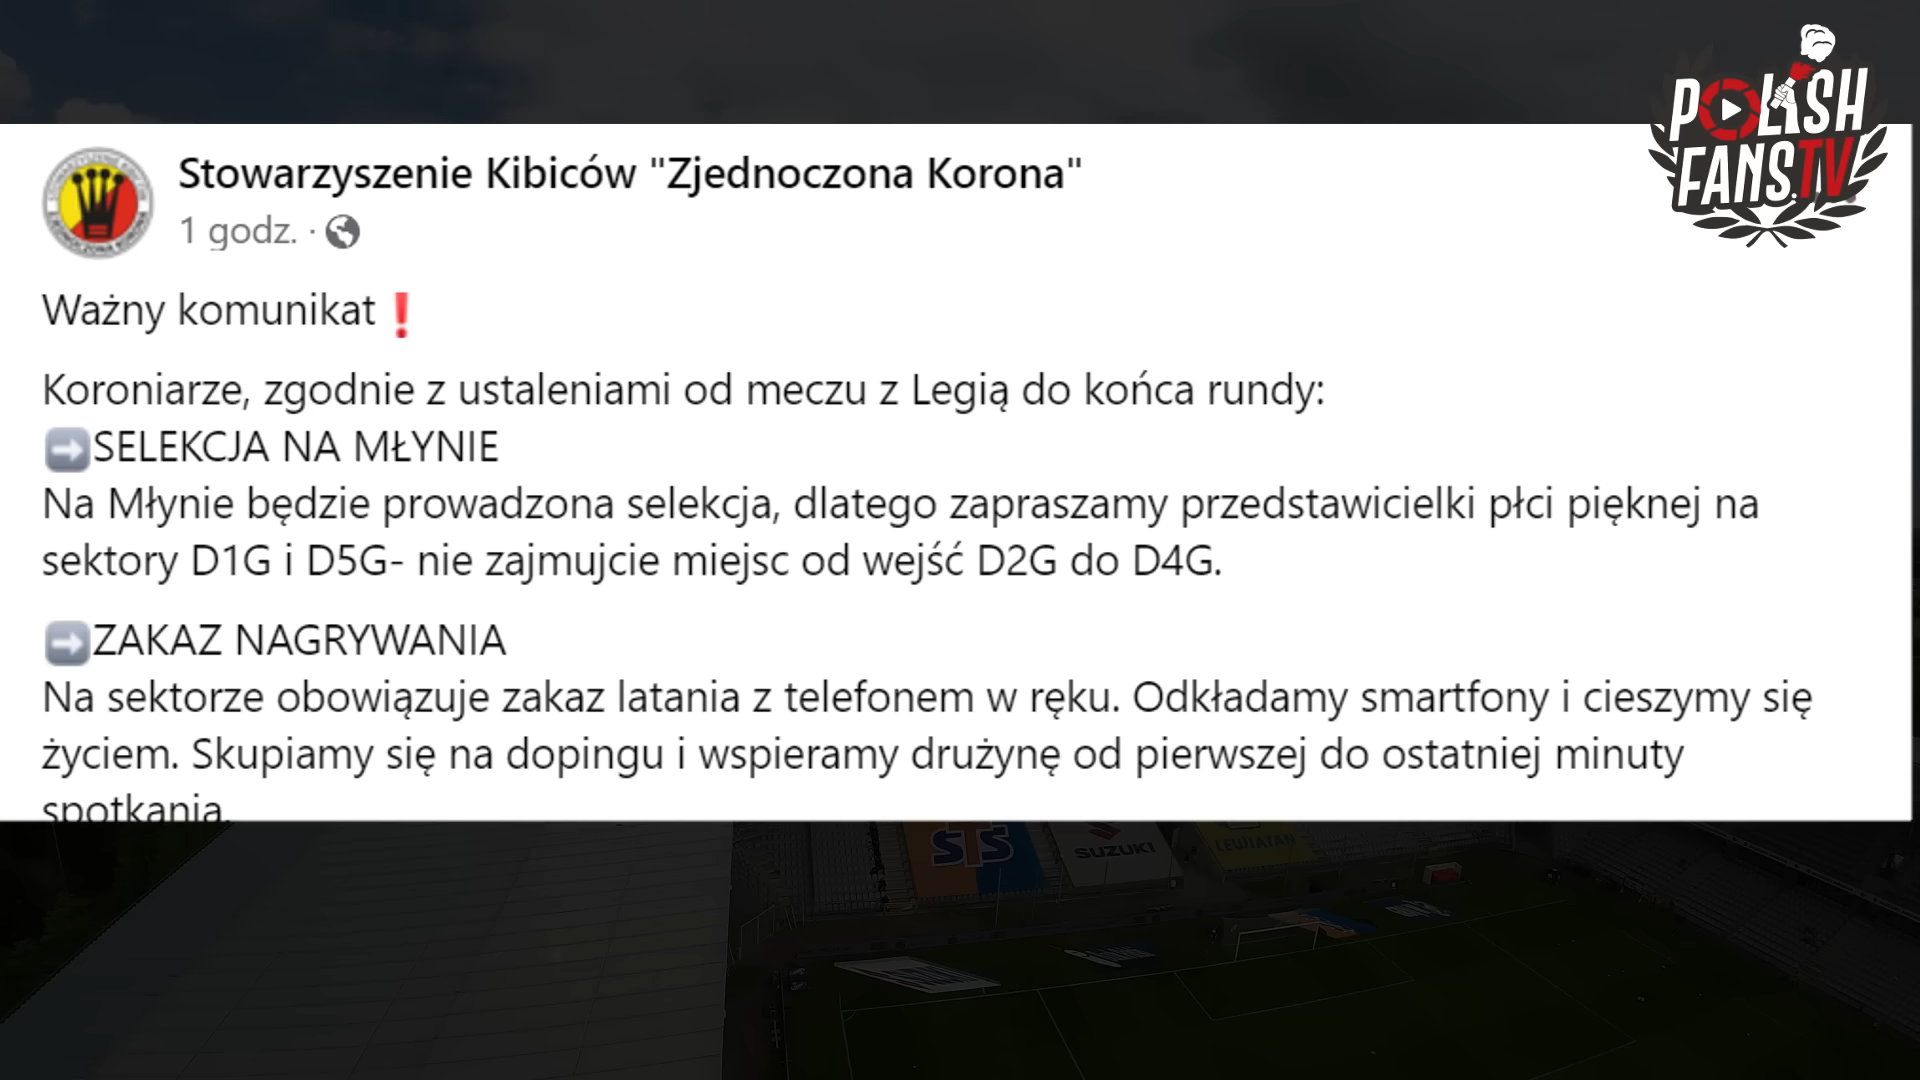 POLISH
FANS.TV
Stowarzyszenie Kibiców "Zjednoczona Korona"
1 godz. ·
Ważny komunikat❗
Koroniarze, zgodnie z ustaleniami od meczu z Legią do końca rundy:
➡SELEKCJA NA MŁYNIE
Na Młynie będzie prowadzona selekcja, dlatego zapraszamy przedstawicielki płci pięknej na
sektory D1G i D5G- nie zajmujcie miejsc od wejść D2G do D4G.
➡ZAKAZ NAGRYWANIA
Na sektorze obowiązuje zakaz latania z telefonem w ręku. Odkładamy smartfony i cieszymy się
życiem. Skupiamy się na dopingu i wspieramy drużynę od pierwszej do ostatniej minuty
spotkania.
STS
SUZUKI
LEWIATAN